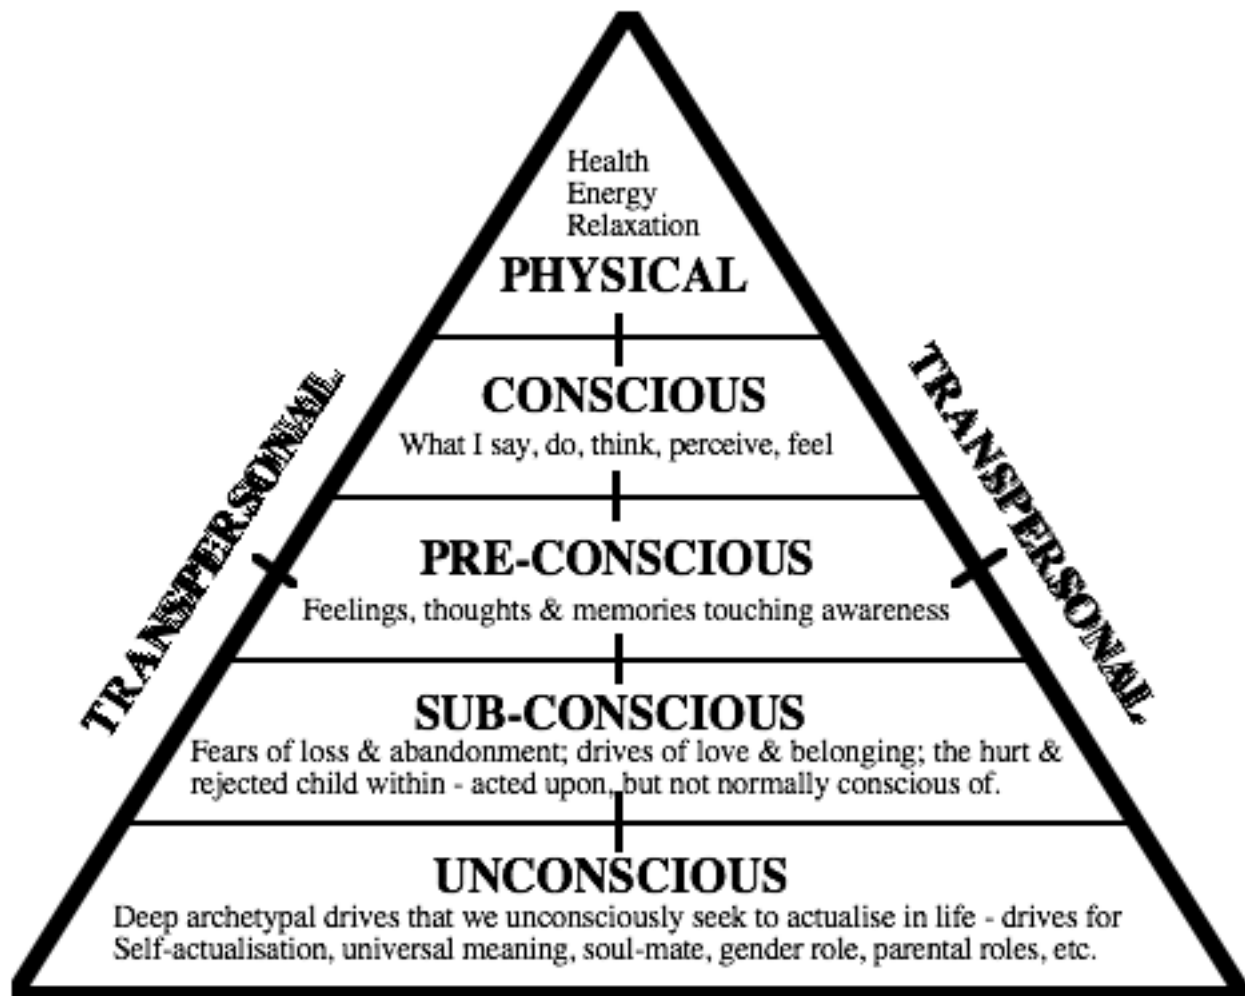 Health
Energy
Relaxation
PHYSICAL
CONSCIOUS
What I say, do, think, perceive, feel
TRANSPERSONAL
TRANSPERSONAL
PRE-CONSCIOUS
Feelings, thoughts & memories touching awareness
SUB-CONSCIOUS
Fears of loss & abandonment; drives of love & belonging; the hurt &
rejected child within - acted upon, but not normally conscious of.
UNCONSCIOUS
Deep archetypal drives that we unconsciously seek to actualise in life - drives for
Self-actualisation, universal meaning, soul-mate, gender role, parental roles, etc.